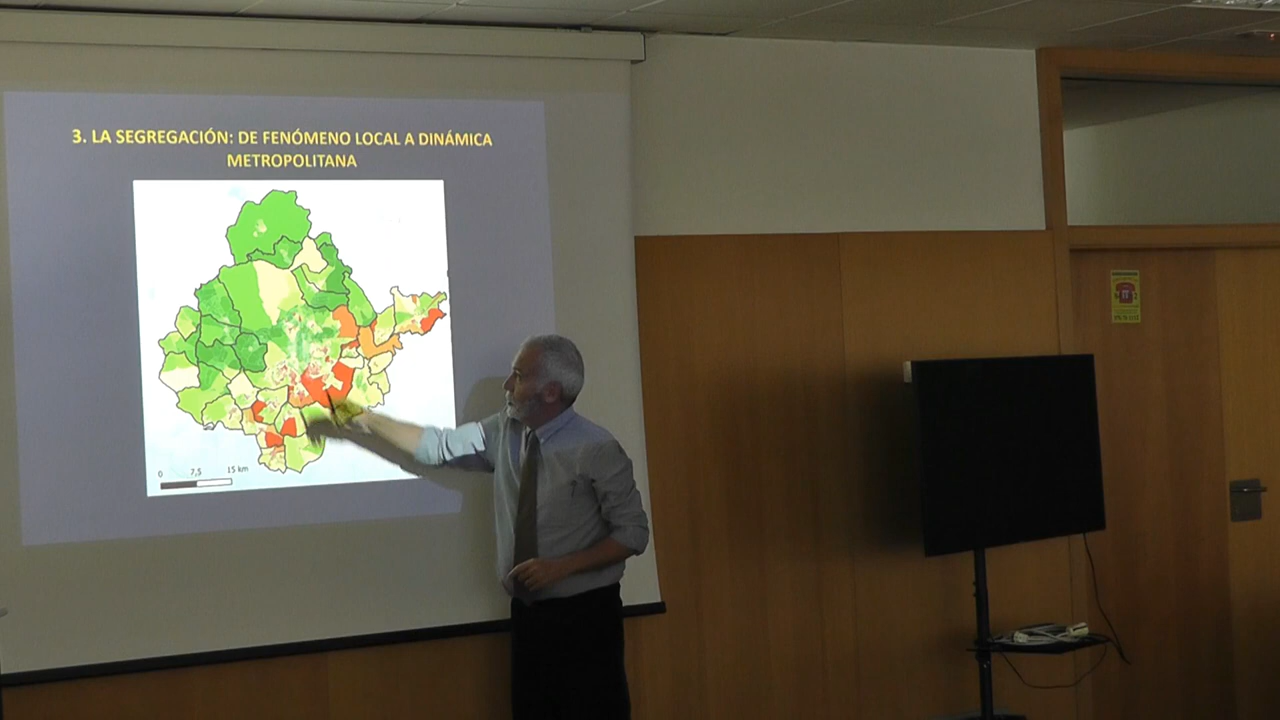 3. LA SEGREGACIÓN: DE FENÓMENO LOCAL A DINÁMICA
METROPOLITANA
0 7,5 15 km